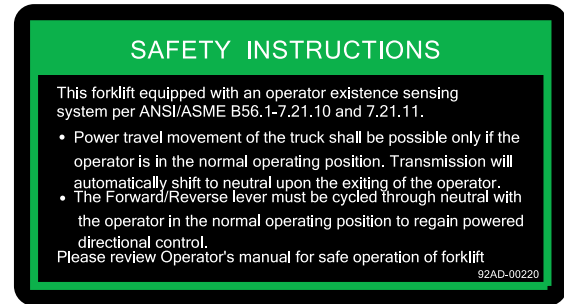 SAFETY INSTRUCTIONS
This forklift equipped with an operator existence sensing
system per ANSI/ASME B56.1-7.21.10 and 7.21.11.
• Power travel movement of the truck shall be possible only if the
operator is in the normal operating position. Transmission will
automatically shift to neutral upon the exiting of the operator.
• The Forward/Reverse lever must be cycled through neutral with
the operator in the normal operating position to regain powered
directional control.
Please review Operator's manual for safe operation of forklift
92AD-00220